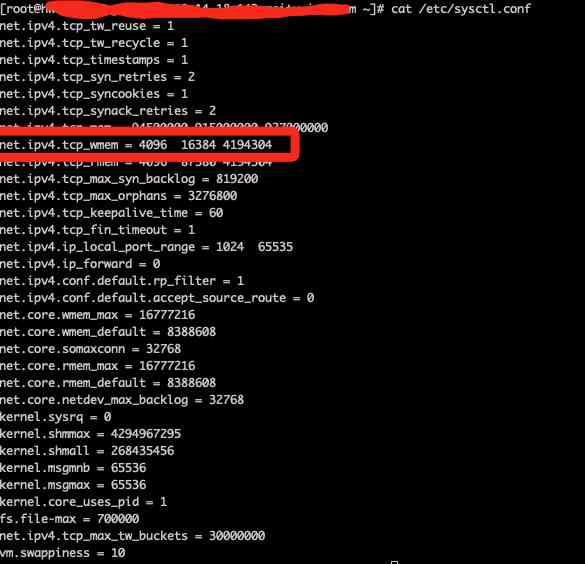 [root@h m ~]# cat /etc/sysctl.conf
net.ipv4.tcp_tw_reuse = 1
net.ipv4.tcp_tw_recycle = 1
net.ipv4.tcp_timestamps = 1
net.ipv4.tcp_syn_retries = 2
net.ipv4.tcp_syncookies = 1
net.ipv4.tcp_synack_retries = 2
net.ipv4.tcp_mem = 94500000 915000000 927000000
net.ipv4.tcp_wmem = 4096  16384 4194304
net.ipv4.tcp_rmem = 4096  87380 4194304
net.ipv4.tcp_max_syn_backlog = 819200
net.ipv4.tcp_max_orphans = 3276800
net.ipv4.tcp_keepalive_time = 60
net.ipv4.tcp_fin_timeout = 1
net.ipv4.ip_local_port_range = 1024  65535
net.ipv4.ip_forward = 0
net.ipv4.conf.default.rp_filter = 1
net.ipv4.conf.default.accept_source_route = 0
net.core.wmem_max = 16777216
net.core.wmem_default = 8388608
net.core.somaxconn = 32768
net.core.rmem_max = 16777216
net.core.rmem_default = 8388608
net.core.netdev_max_backlog = 32768
kernel.sysrq = 0
kernel.shmmax = 4294967295
kernel.shmall = 268435456
kernel.msgmnb = 65536
kernel.msgmax = 65536
kernel.core_uses_pid = 1
fs.file-max = 700000
net.ipv4.tcp_max_tw_buckets = 30000000
vm.swappiness = 10